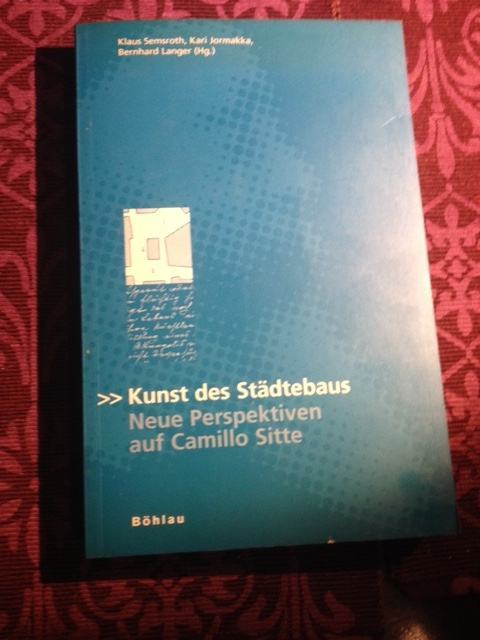 Klaus Semsroth, Kari Jormakka,
Bernhard Langer (Hg.)
>> Kunst des Städtebaus
Neue Perspektiven
auf Camillo Sitte
Böhlau